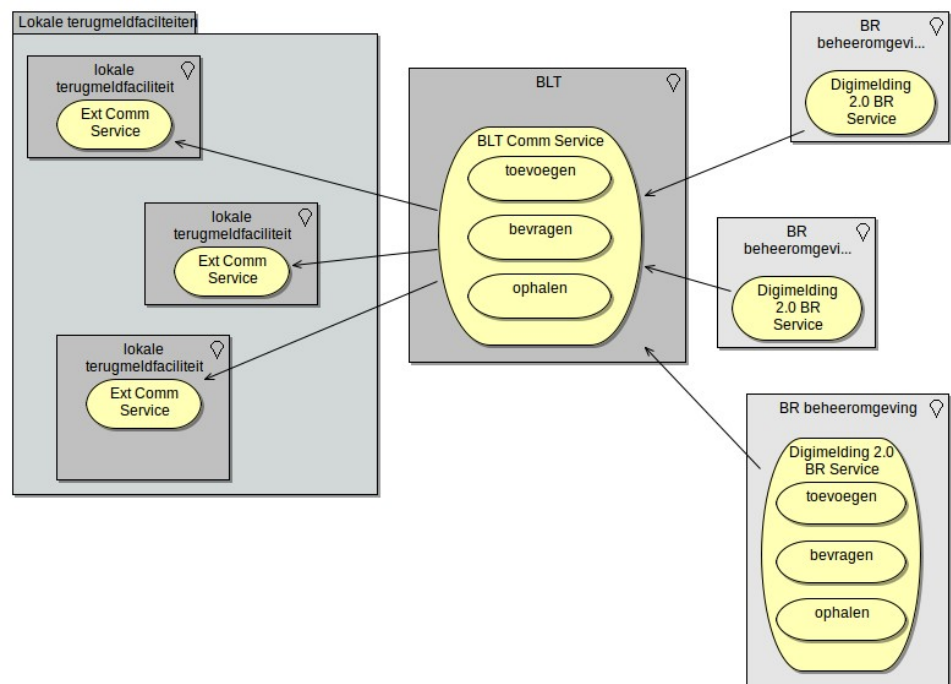 Lokale terugmeldfaciliteiten
lokale
terugmeldfaciliteit
Ext Comm
Service
lokale
terugmeldfaciliteit
Ext Comm
Service
lokale
terugmeldfaciliteit
Ext Comm
Service
BLT
BLT Comm Service
toevoegen
bevragen
ophalen
BR
beheeromgevi...
Digimelding
2.0 BR
Service
BR
beheeromgevi...
Digimelding
2.0 BR
Service
BR beheeromgeving
Digimelding 2.0
BR Service
toevoegen
bevragen
ophalen